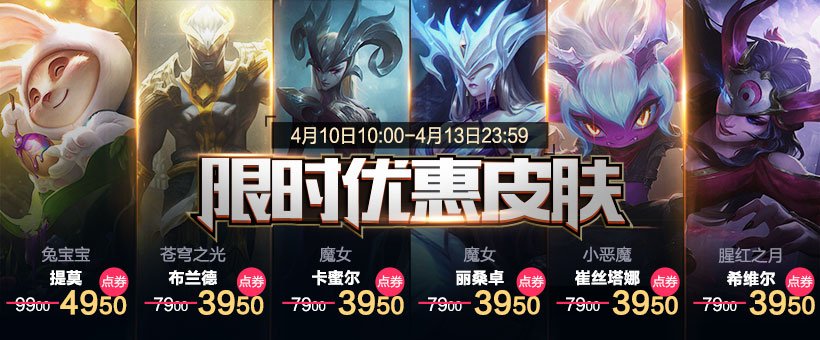 4月10日10:00-4月13日23:59
限时优惠皮肤
兔宝宝
提莫
点券
9900 4950
苍穹之光
布兰德
点券
7900 3950
魔女
卡蜜尔
点券
7900 3950
魔女
丽桑卓
点券
7900 3950
小恶魔
崔丝塔娜
点券
7900 3950
腥红之月
希维尔
点券
7900 3950